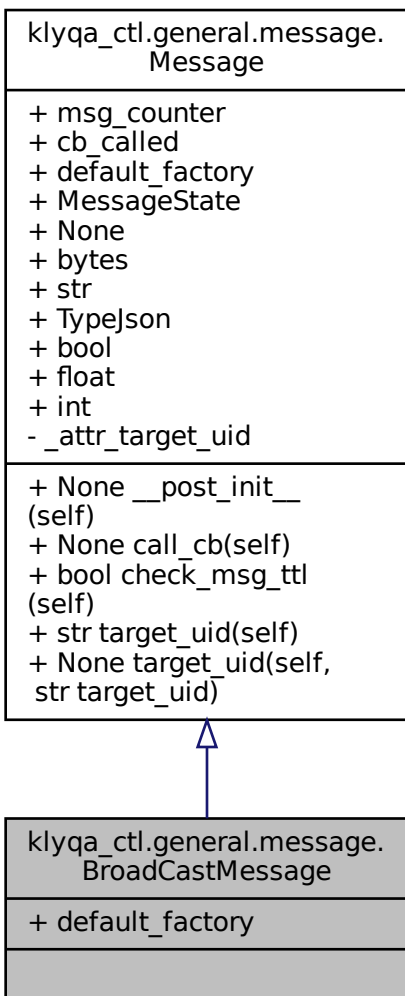 klyqa_ctl.general.message.
Message
+ msg_counter
+ cb_called
+ default_factory
+ MessageState
+ None
+ bytes
+ str
+ TypeJson
+ bool
+ float
+ int
- _attr_target_uid
+ None __post_init__
(self)
+ None call_cb(self)
+ bool check_msg_ttl
(self)
+ str target_uid(self)
+ None target_uid(self,
 str target_uid)
klyqa_ctl.general.message.
BroadCastMessage
+ default_factory